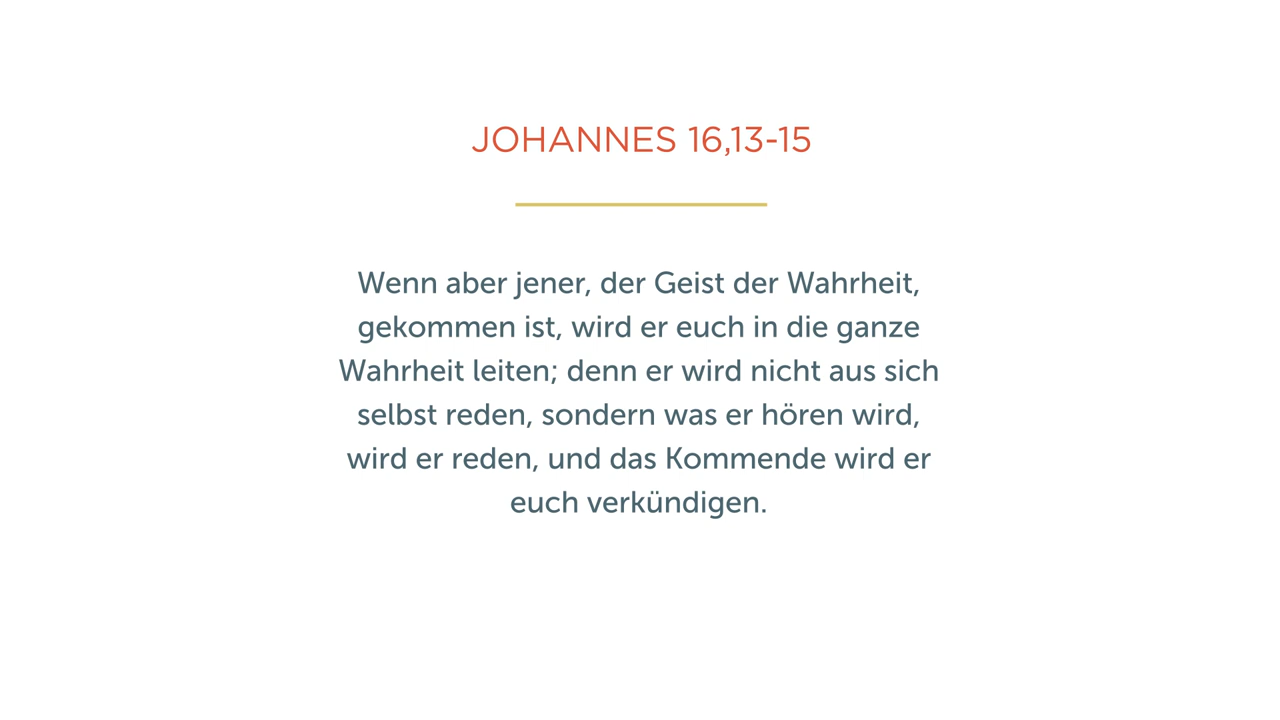 JOHANNES 16,13-15
Wenn aber jener, der Geist der Wahrheit,
gekommen ist, wird er euch in die ganze
Wahrheit leiten; denn er wird nicht aus sich
selbst reden, sondern was er hören wird,
wird er reden, und das Kommende wird er
euch verkündigen.